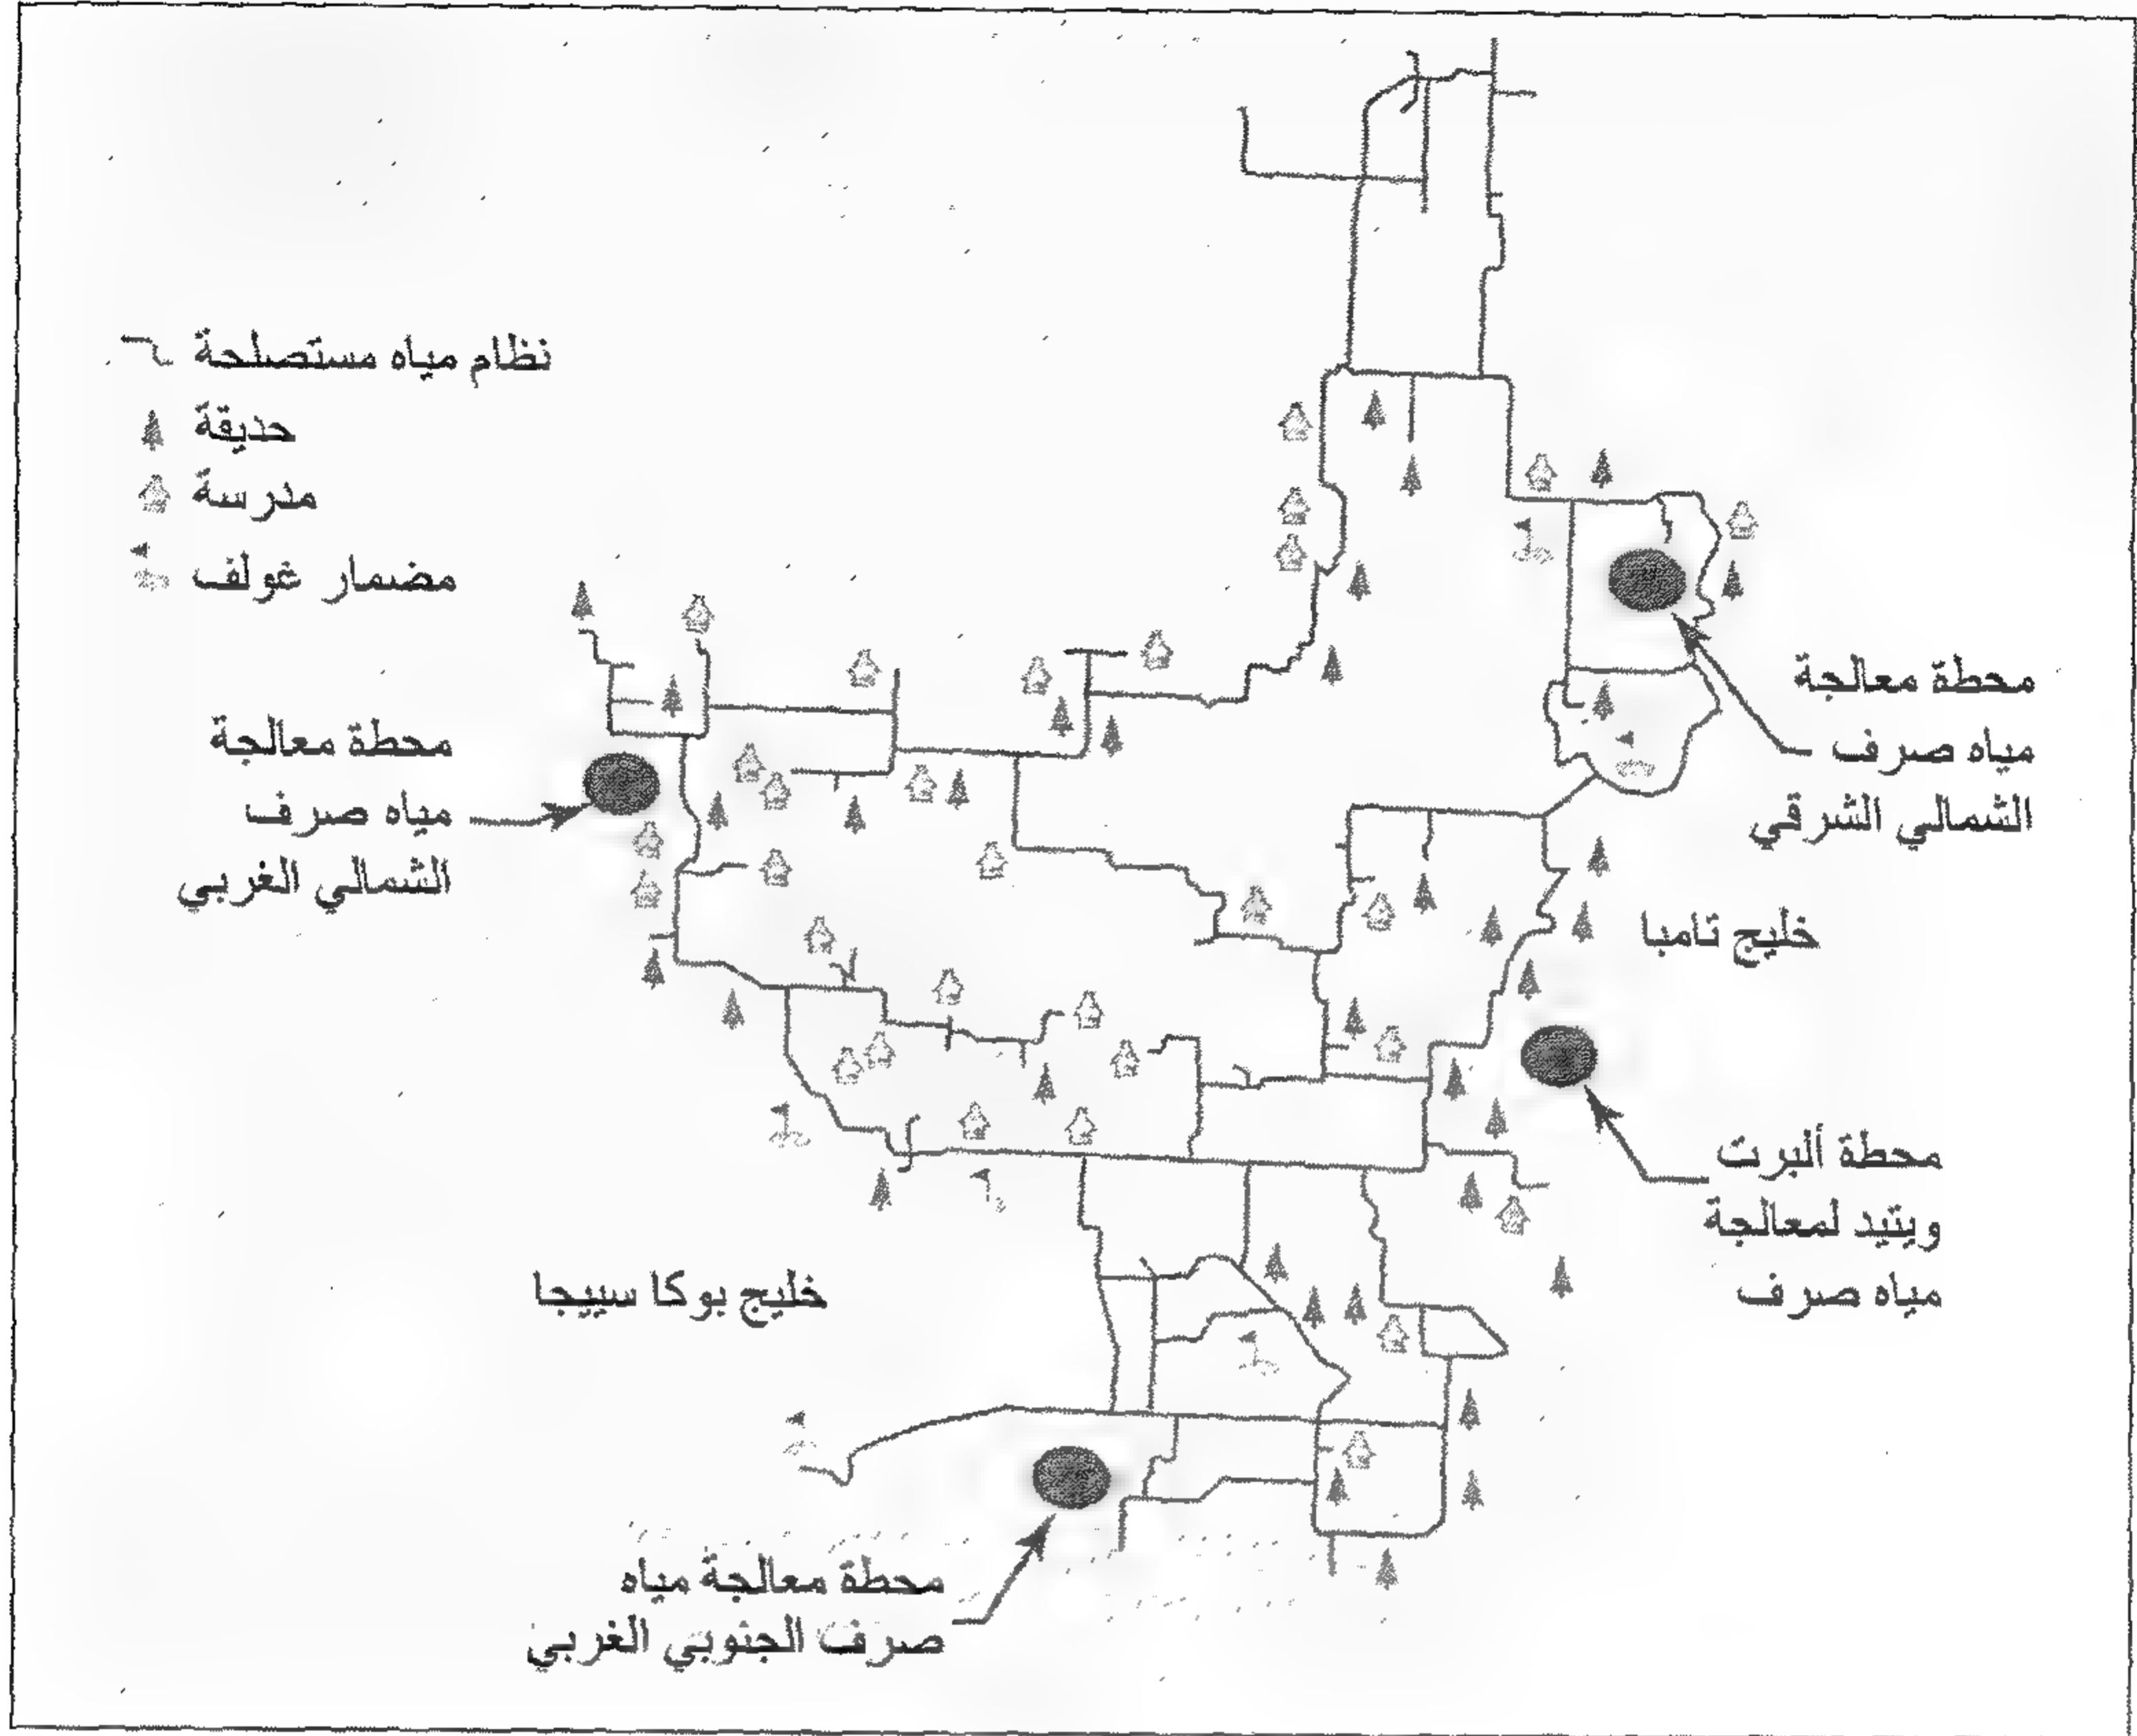 نظام مياه مستصلحة
حديقة
مدرسة
مضمار غولف
محطة معالجة
مياه صرف
الشمالي الغربي
محطة معالجة
مياه صرف
الشمالي الشرقي
خليج تامبا
محطة ألبرت
ويتيد لمعالجة
مياه صرف
خليج بوكا سييجا
محطة معالجة مياه
صرف الجنوبي الغربي